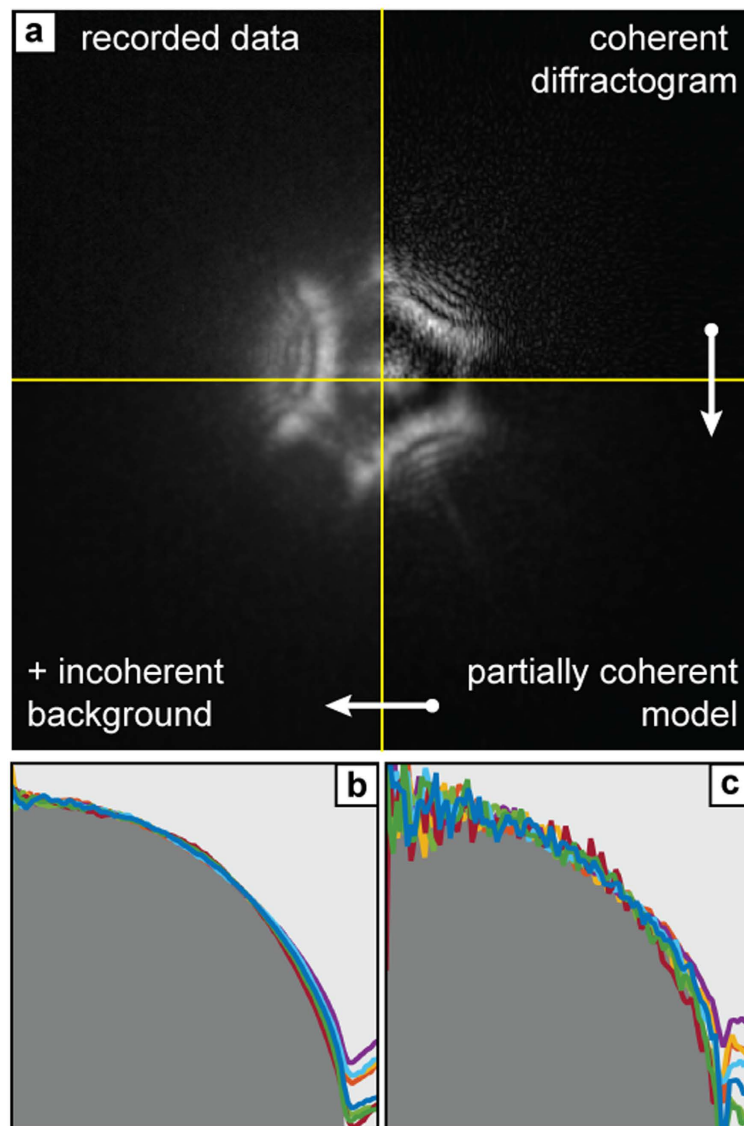 a
recorded data
coherent
diffractogram
+ incoherent
background
partially coherent
model
b
c